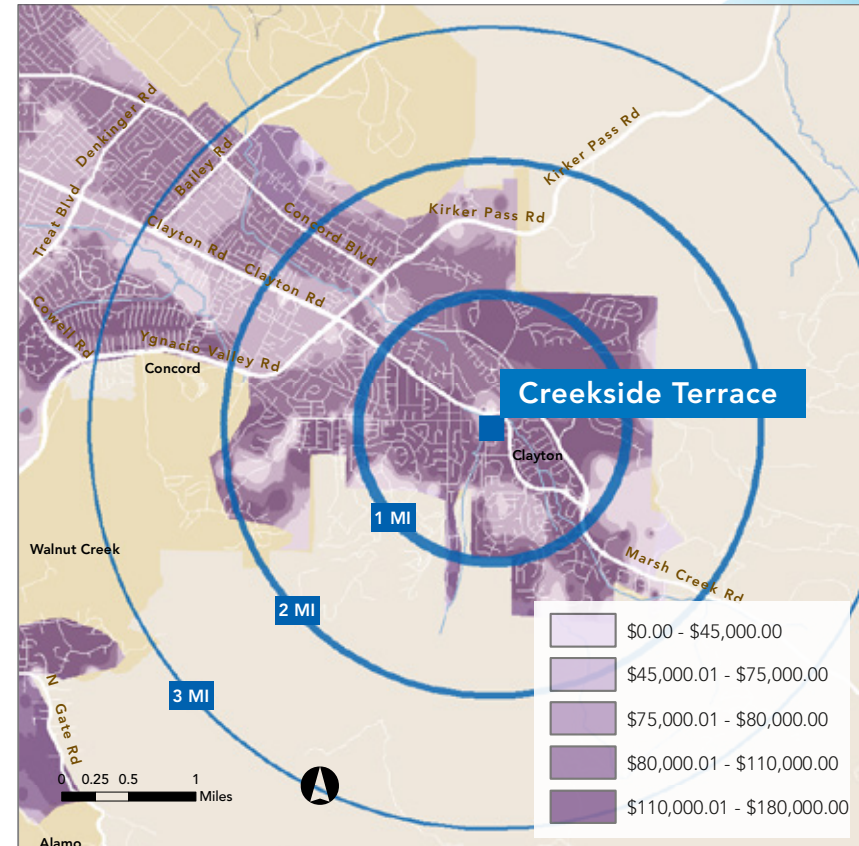 Denkinger Rd
Bailey Rd
Kirker Pass Rd
Kirker Pass Rd
Treat Blvd
Clayton Rd
Clayton Rd
Concord Blvd
Cowell Rd
Ygnacio Valley Rd
Concord
Creekside Terrace
Clayton
1 MI
Walnut Creek
Marsh Creek Rd
2 MI
3 MI
N Gate Rd
0 0.25 0.5 1
Miles
Alamo
$0.00 - $45,000.00
$45,000.01 - $75,000.00
$75,000.01 - $80,000.00
$80,000.01 - $110,000.00
$110,000.01 - $180,000.00